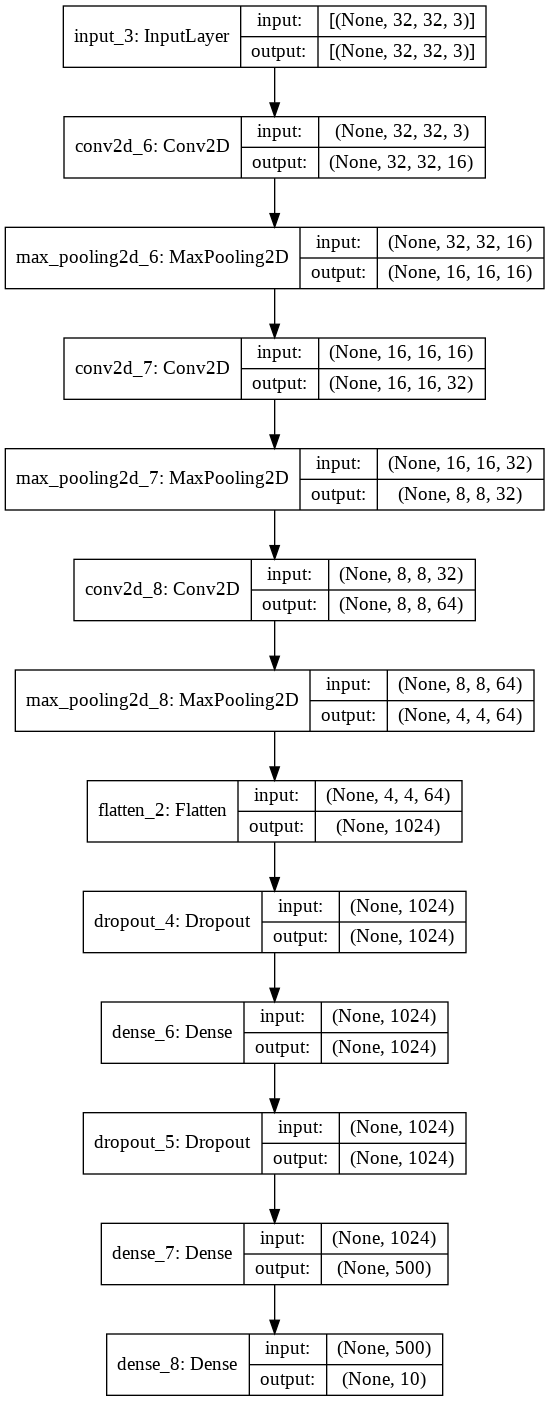 input_3: InputLayer
input:
[(None, 32, 32, 3)]
output:
[(None, 32, 32, 3)]
conv2d_6: Conv2D
input:
(None, 32, 32, 3)
output:
(None, 32, 32, 16)
max_pooling2d_6: MaxPooling2D
input:
(None, 32, 32, 16)
output:
(None, 16, 16, 16)
conv2d_7: Conv2D
input:
(None, 16, 16, 16)
output:
(None, 16, 16, 32)
max_pooling2d_7: MaxPooling2D
input:
(None, 16, 16, 32)
output:
(None, 8, 8, 32)
conv2d_8: Conv2D
input:
(None, 8, 8, 32)
output:
(None, 8, 8, 64)
max_pooling2d_8: MaxPooling2D
input:
(None, 8, 8, 64)
output:
(None, 4, 4, 64)
flatten_2: Flatten
input:
(None, 4, 4, 64)
output:
(None, 1024)
dropout_4: Dropout
input:
(None, 1024)
output:
(None, 1024)
dense_6: Dense
input:
(None, 1024)
output:
(None, 1024)
dropout_5: Dropout
input:
(None, 1024)
output:
(None, 1024)
dense_7: Dense
input:
(None, 1024)
output:
(None, 500)
dense_8: Dense
input:
(None, 500)
output:
(None, 10)